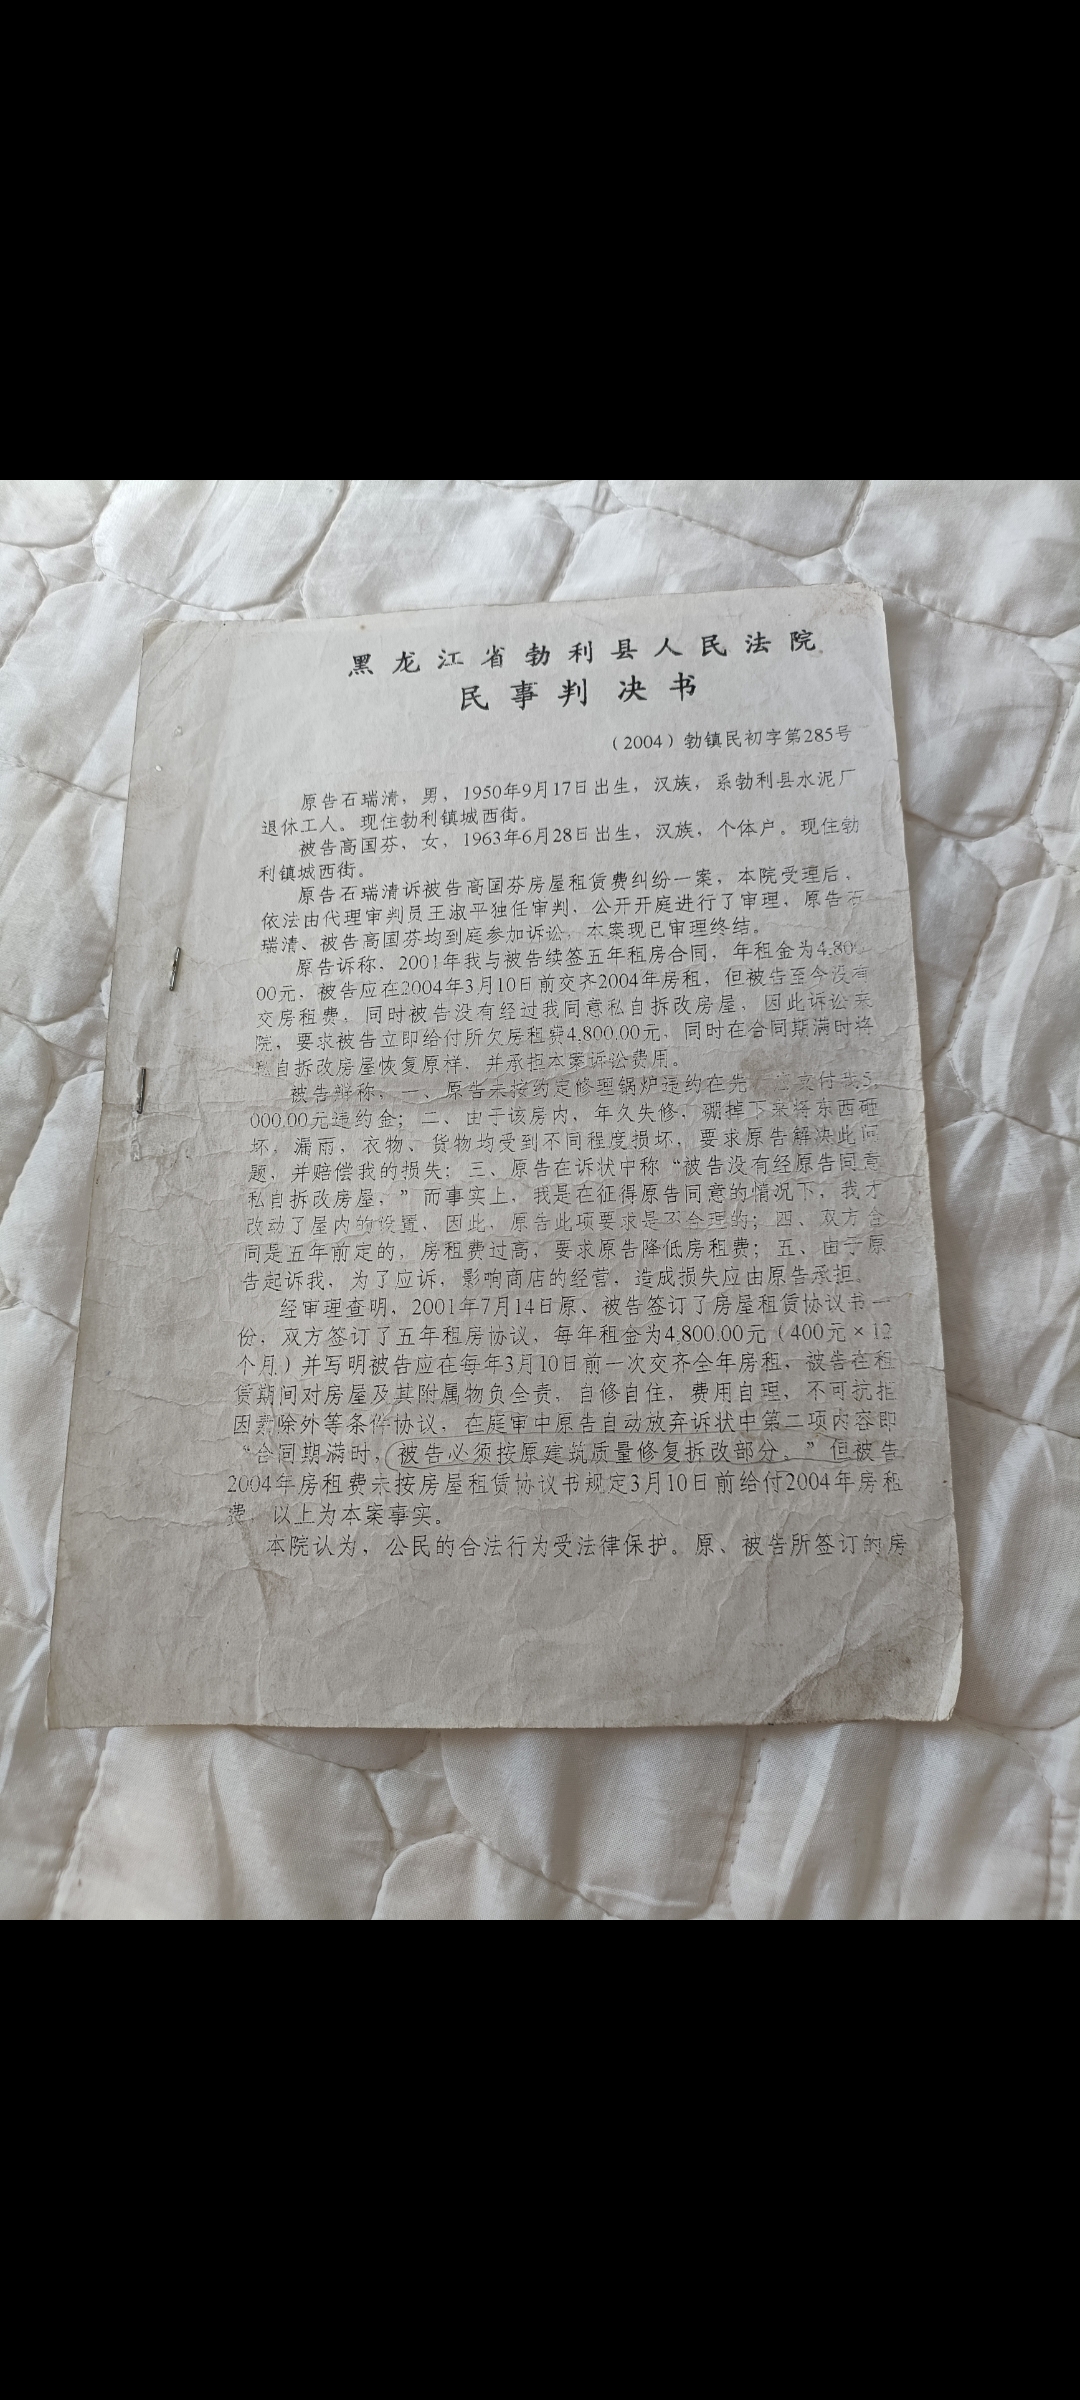 黑龙江省勃利县人民法院
民事判决书
（2004）勃镇民初字第285号
原告石瑞清，男，1950年9月17日出生，汉族，系勃利县水泥厂
退休工人。现住勃利镇城西街。
被告高国芬，女，1963年6月28日出生，汉族，个体户。现住勃
利镇城西街。
原告石瑞清诉被告高国芬房屋租赁费纠纷一案，本院受理后，
依法由代理审判员王淑平独任审判，公开开庭进行了审理，原告石
瑞清、被告高国芬均到庭参加诉讼，本案现已审理终结。
原告诉称，2001年我与被告续签五年租房合同，年租金为4.800.
00元，被告应在2004年3月10日前交齐2004年房租，但被告至今没有
交房租费，同时被告没有经过我同意私自拆改房屋，因此诉讼来
院，要求被告立即给付所欠房租费4.800.00元，同时在合同期满时将
私自拆改房屋恢复原样，并承担本案诉讼费用。
被告辩称，一、原告未按约定修理锅炉违约在先，付我5.
000.00元违约金；二、由于该房内，年久失修，棚掉下来将东西砸
坏，漏雨，衣物、货物均受到不同程度损坏，要求原告解决此问
题，并赔偿我的损失；三、原告在诉状中称“被告没有经原告同意
私自拆改房屋，”而事实上，我是在征得原告同意的情况下，我才
改动了屋内的设置，因此，原告此项要求是不合理的；四、双方合
同是五年前定的，房租费过高，要求原告降低房租费；五、由于原
告起诉我，为了应诉，影响商店的经营，造成损失应由原告承担。
经审理查明，2001年7月14日原、被告签订了房屋租赁协议书一
份，双方签订了五年租房协议，每年租金为4.800.00元（400元×12
个月）并写明被告应在每年3月10日前一次交齐全年房租，被告在租
赁期间对房屋及其附属物负全责，自修自住，费用自理，不可抗拒
因素除外等条件协议，在庭审中原告自动放弃诉状中第二项内容即
“合同期满时，被告必须按原建筑质量修复拆改部分。”但被告
2004年房租费未按房屋租赁协议书规定3月10日前给付2004年房租
费，以上为本案事实。
本院认为，公民的合法行为受法律保护。原、被告所签订的房